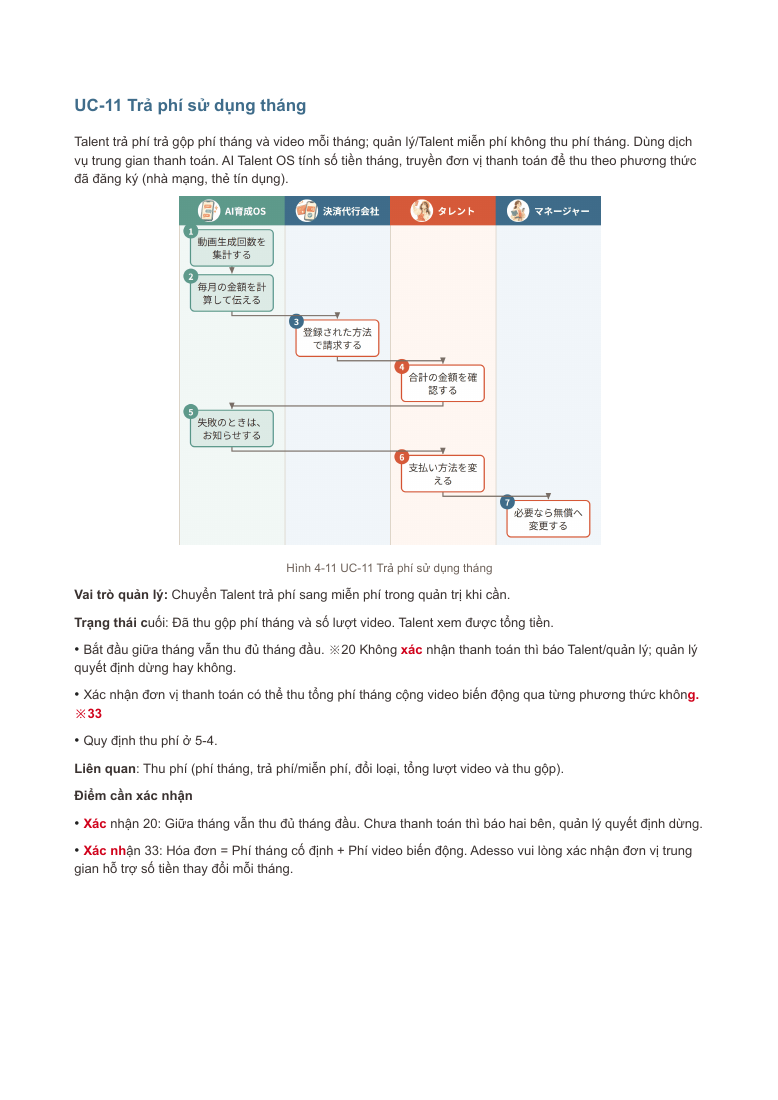 UC-11 Trả phí sử dụng tháng
Talent trả phí trả gộp phí tháng và video mỗi tháng; quản lý/Talent miễn phí không thu phí tháng. Dùng dịch
vụ trung gian thanh toán. AI Talent OS tính số tiền tháng, truyền đơn vị thanh toán để thu theo phương thức
đã đăng ký (nhà mạng, thẻ tín dụng).
AI育成OS
決済代行会社
タレント
マネージャー
1
動画生成回数を
集計する
2
毎月の金額を計
算して伝える
3
登録された方法
で請求する
4
合計の金額を確
認する
5
失敗のときは、
お知らせする
6
支払い方法を変
える
7
必要なら無償へ
変更する
Hình 4-11 UC-11 Trả phí sử dụng tháng
Vai trò quản lý: Chuyển Talent trả phí sang miễn phí trong quản trị khi cần.
Trạng thái cuối: Đã thu gộp phí tháng và số lượt video. Talent xem được tổng tiền.
• Bắt đầu giữa tháng vẫn thu đủ tháng đầu. ※20 Không xác nhận thanh toán thì báo Talent/quản lý; quản lý
quyết định dừng hay không.
• Xác nhận đơn vị thanh toán có thể thu tổng phí tháng cộng video biến động qua từng phương thức không.
※33
• Quy định thu phí ở 5-4.
Liên quan: Thu phí (phí tháng, trả phí/miễn phí, đổi loại, tổng lượt video và thu gộp).
Điểm cần xác nhận
• Xác nhận 20: Giữa tháng vẫn thu đủ tháng đầu. Chưa thanh toán thì báo hai bên, quản lý quyết định dừng.
• Xác nhận 33: Hóa đơn = Phí tháng cố định + Phí video biến động. Adesso vui lòng xác nhận đơn vị trung
gian hỗ trợ số tiền thay đổi mỗi tháng.